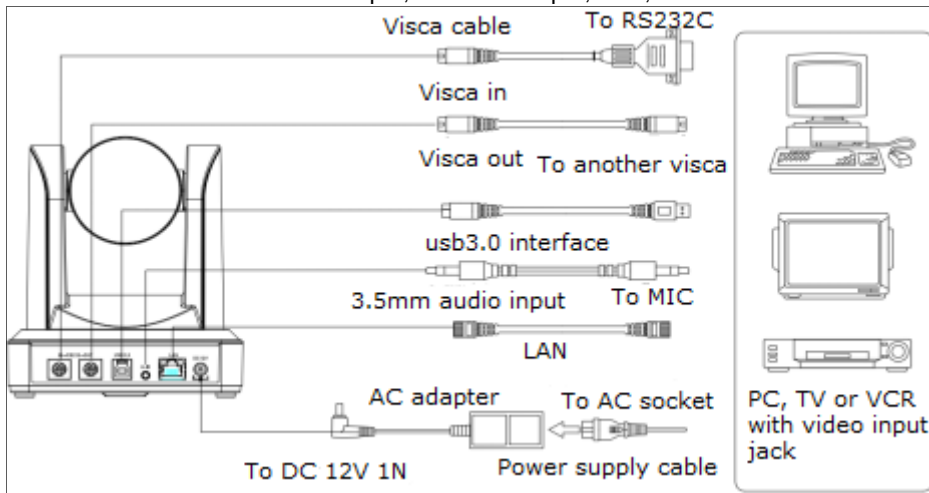 Visca cable
To RS232C
Visca in
Visca out
To another visca
usb3.0 interface
3.5mm audio input
To MIC
LAN
AC adapter
To AC socket
To DC 12V 1N
Power supply cable
PC, TV or VCR
with video input
jack